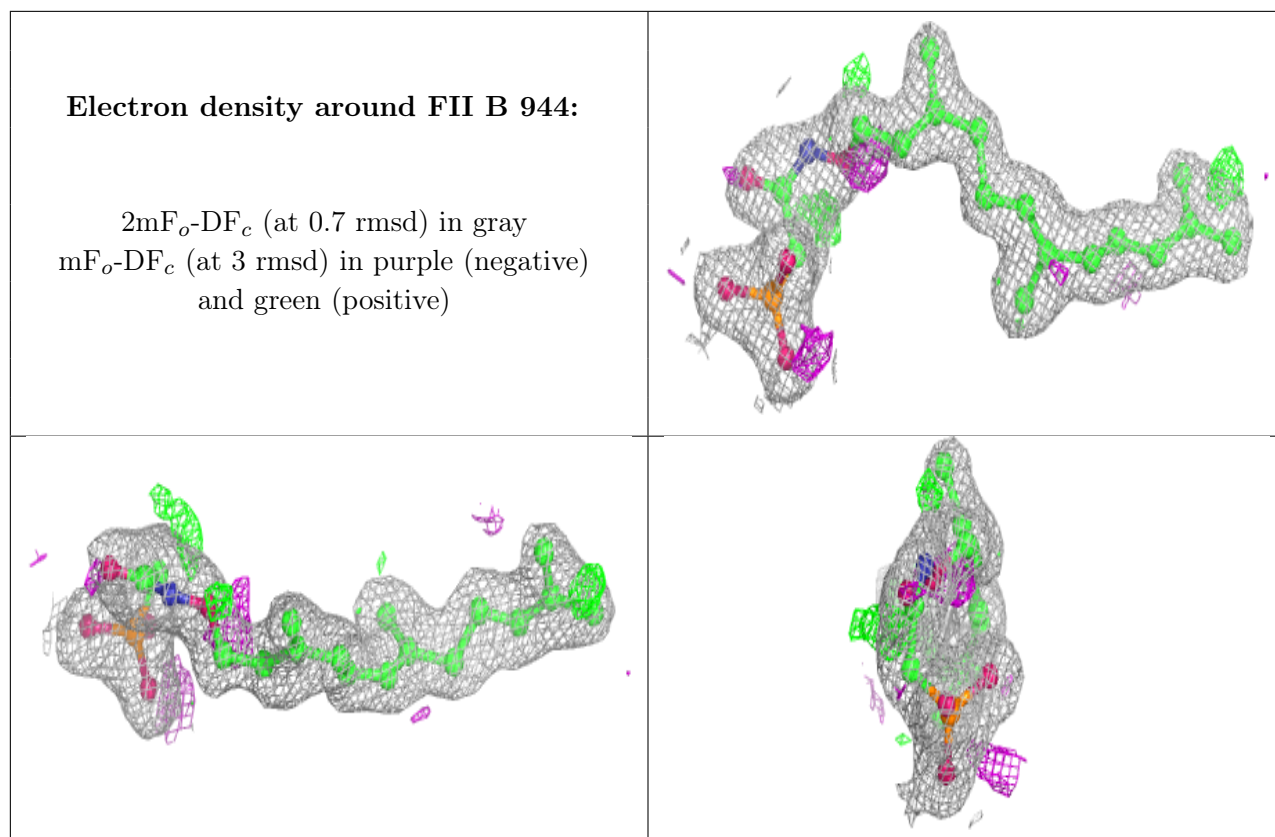 Electron density around FII B 944:
2mFo-DFc (at 0.7 rmsd) in gray
mFo-DFc (at 3 rmsd) in purple (negative)
and green (positive)